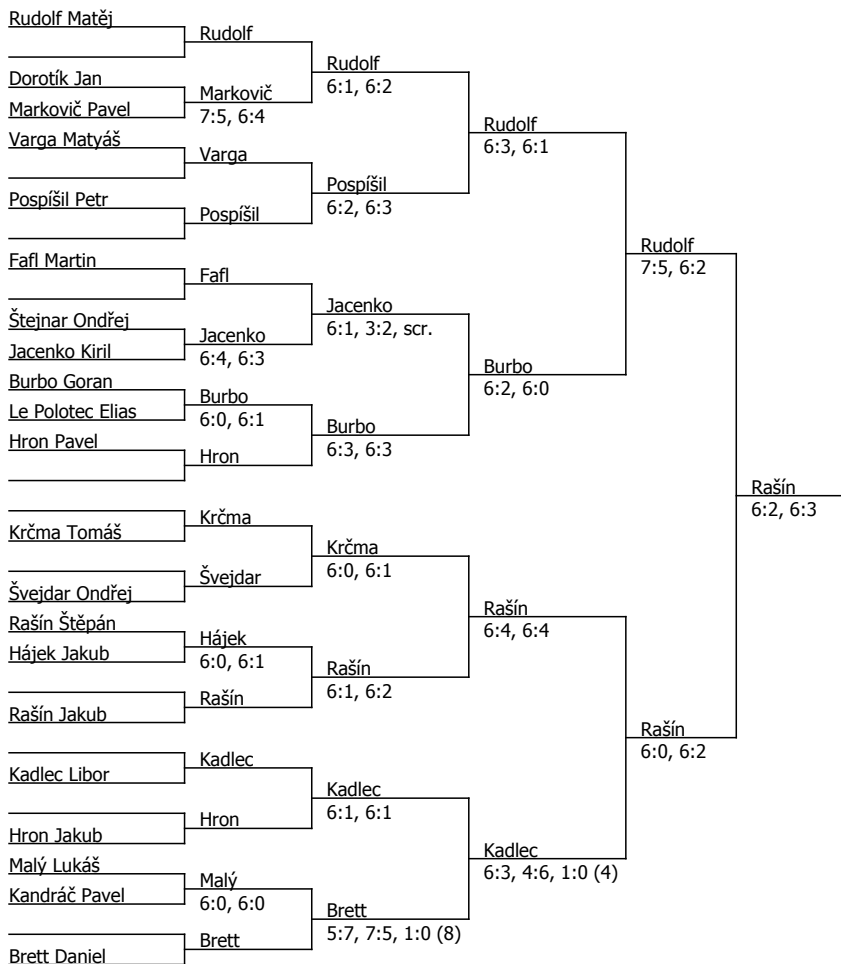 Rudolf Matěj
Dorotík Jan
Markovič Pavel
Varga Matyáš
Pospíšil Petr
Fafl Martin
Štejnar Ondřej
Jacenko Kiril
Burbo Goran
Le Polotec Elias
Hron Pavel
Krčma Tomáš
Švejdar Ondřej
Rašín Štěpán
Hájek Jakub
Rašín Jakub
Kadlec Libor
Hron Jakub
Malý Lukáš
Kandráč Pavel
Brett Daniel
Rudolf
Markovič
7:5, 6:4
Varga
Pospíšil
Fafl
Jacenko
6:4, 6:3
Burbo
6:0, 6:1
Hron
Krčma
Švejdar
Hájek
6:0, 6:1
Rašín
Kadlec
Hron
Malý
6:0, 6:0
Brett
Rudolf
6:1, 6:2
Pospíšil
6:2, 6:3
Jacenko
6:1, 3:2, scr.
Burbo
6:3, 6:3
Krčma
6:0, 6:1
Rašín
6:1, 6:2
Kadlec
6:1, 6:1
Brett
5:7, 7:5, 1:0 (8)
Rudolf
6:3, 6:1
Burbo
6:2, 6:0
Rašín
6:4, 6:4
Kadlec
6:3, 4:6, 1:0 (4)
Rudolf
7:5, 6:2
Rašín
6:0, 6:2
Rašín
6:2, 6:3